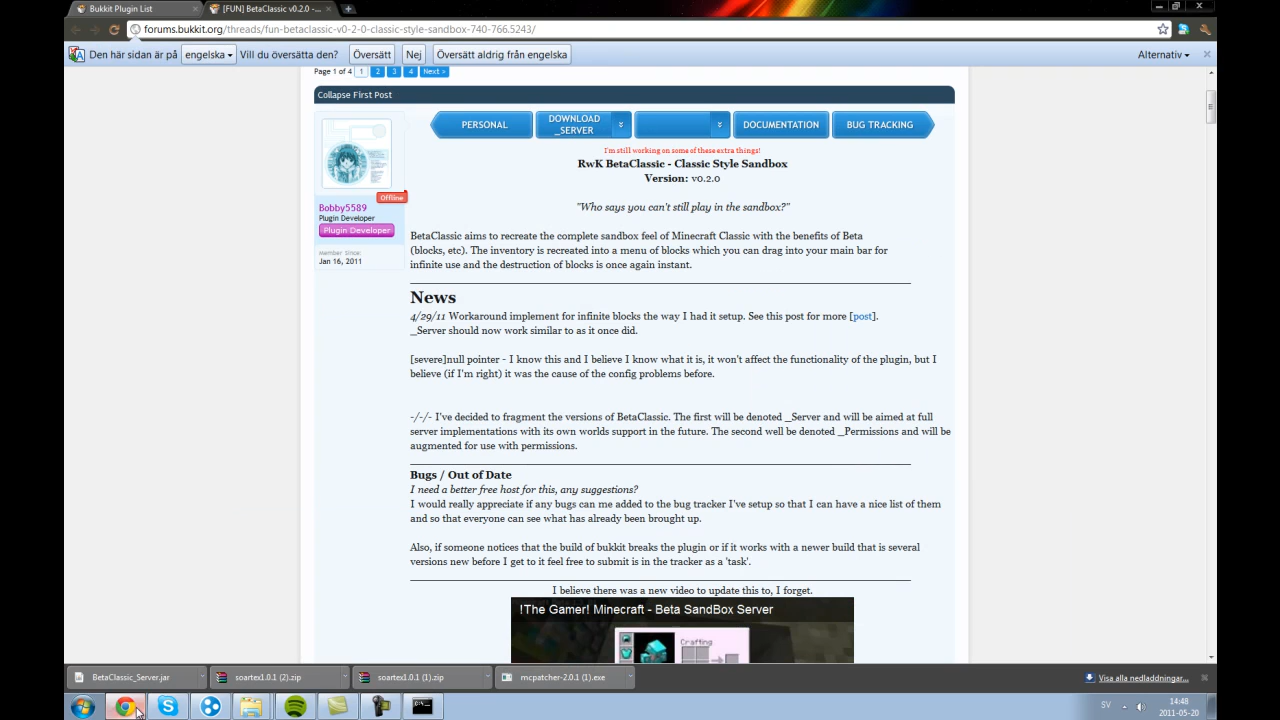 Bukkit Plugin List
[FUN] BetaClassic v0.2.0 - ...
forums.bukkit.org/threads/fun-betaclassic-v0-2-0-classic-style-sandbox-740-766.5243/
Den här sidan är på engelska Vill du översätta den? Översätt Nej Översätt aldrig från engelska Alternativ
Page 1 of 4 1 2 3 4 Next >
Collapse First Post
PERSONAL
DOWNLOAD
_SERVER
DOCUMENTATION
BUG TRACKING
I'm still working on some of these extra things!
RwK BetaClassic - Classic Style Sandbox
Version: v0.2.0
Offline
Bobby5589
Plugin Developer
Plugin Developer
Member Since:
Jan 16, 2011
"Who says you can't still play in the sandbox?"
BetaClassic aims to recreate the complete sandbox feel of Minecraft Classic with the benefits of Beta
(blocks, etc). The inventory is recreated into a menu of blocks which you can drag into your main bar for
infinite use and the destruction of blocks is once again instant.
News
4/29/11 Workaround implement for infinite blocks the way I had it setup. See this post for more [post].
_Server should now work similar to as it once did.
[severe]null pointer - I know this and I believe I know what it is, it won't affect the functionality of the plugin, but I
believe (if I'm right) it was the cause of the config problems before.
-/-/- I've decided to fragment the versions of BetaClassic. The first will be denoted _Server and will be aimed at full
server implementations with its own worlds support in the future. The second well be denoted _Permissions and will be
augmented for use with permissions.
Bugs / Out of Date
I need a better free host for this, any suggestions?
I would really appreciate if any bugs can me added to the bug tracker I've setup so that I can have a nice list of them
and so that everyone can see what has already been brought up.
Also, if someone notices that the build of bukkit breaks the plugin or if it works with a newer build that is several
versions new before I get to it feel free to submit is in the tracker as a 'task'.
I believe there was a new video to update this to, I forget.
!The Gamer! Minecraft - Beta SandBox Server
Crafting
BetaClassic_Server.jar
soartex1.0.1 (2).zip
soartex1.0.1 (1).zip
mcpatcher-2.0.1 (1).exe
Visa alla nedladdningar...
SV
14:48
2011-05-20